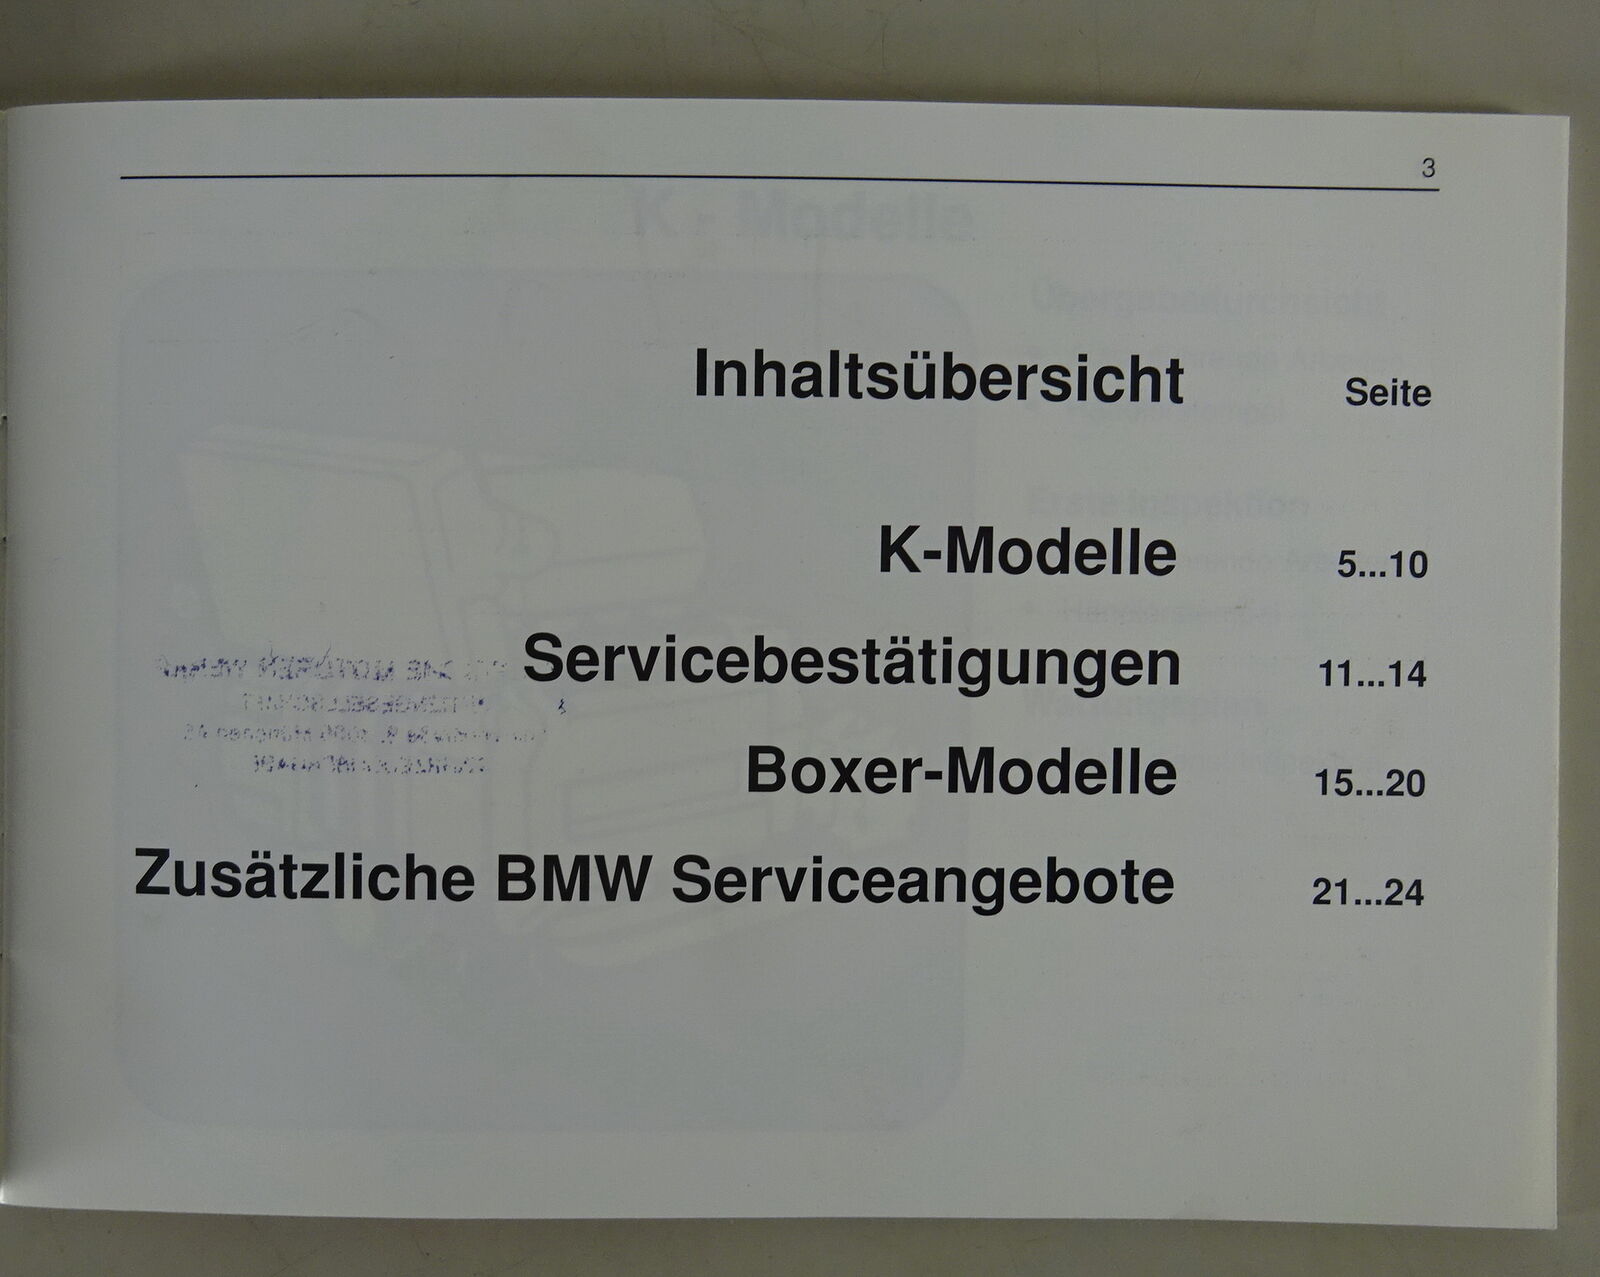 3
Inhaltsübersicht Seite
K-Modelle 5...10
Servicebestätigungen 11...14
Boxer-Modelle 15...20
Zusätzliche BMW Serviceangebote 21...24